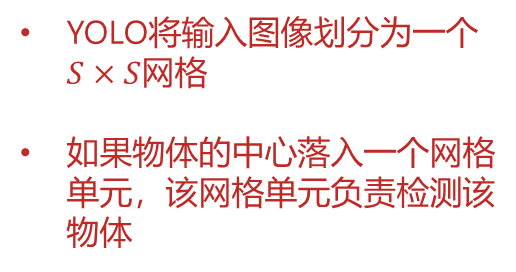 • YOLO将输入图像划分为一个
S × S网格
• 如果物体的中心落入一个网格
单元，该网格单元负责检测该
物体